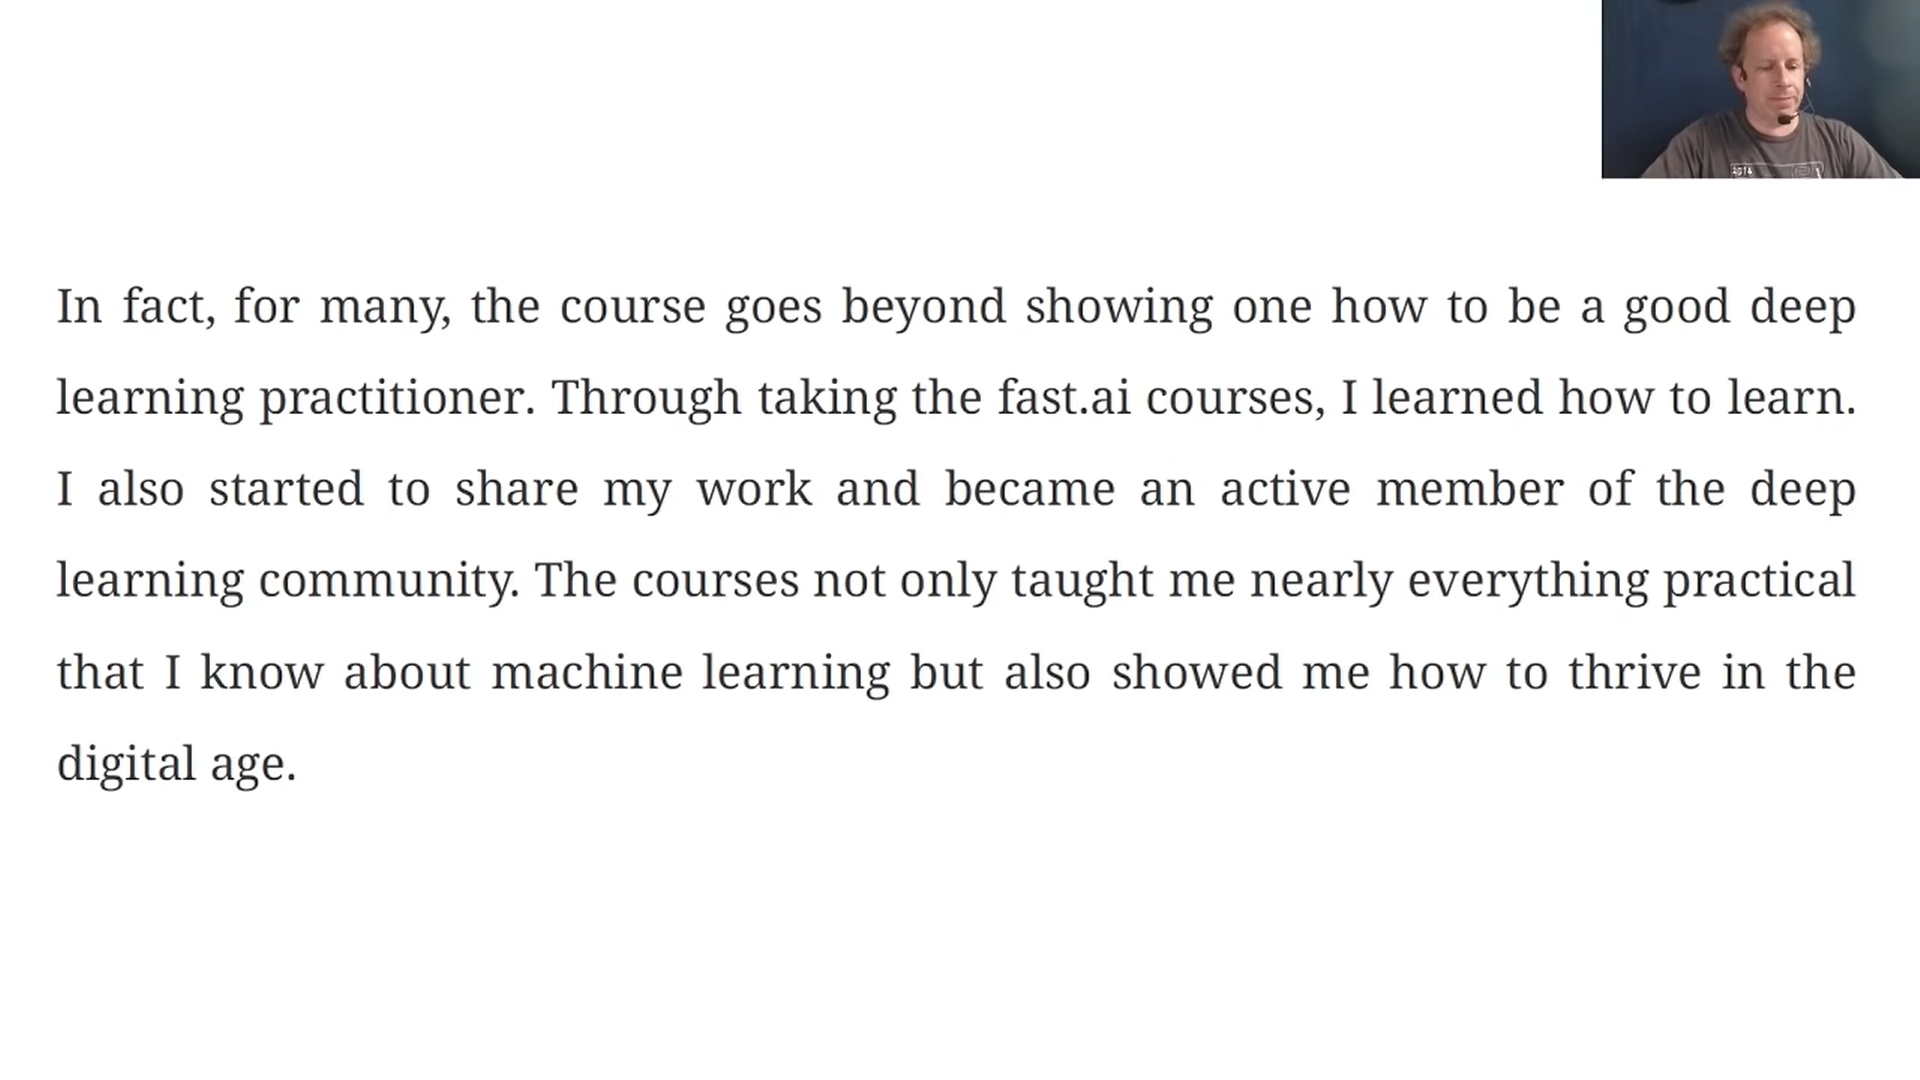 In fact, for many, the course goes beyond showing one how to be a good deep
learning practitioner. Through taking the fast.ai courses, I learned how to learn.
I also started to share my work and became an active member of the deep
learning community. The courses not only taught me nearly everything practical
that I know about machine learning but also showed me how to thrive in the
digital age.